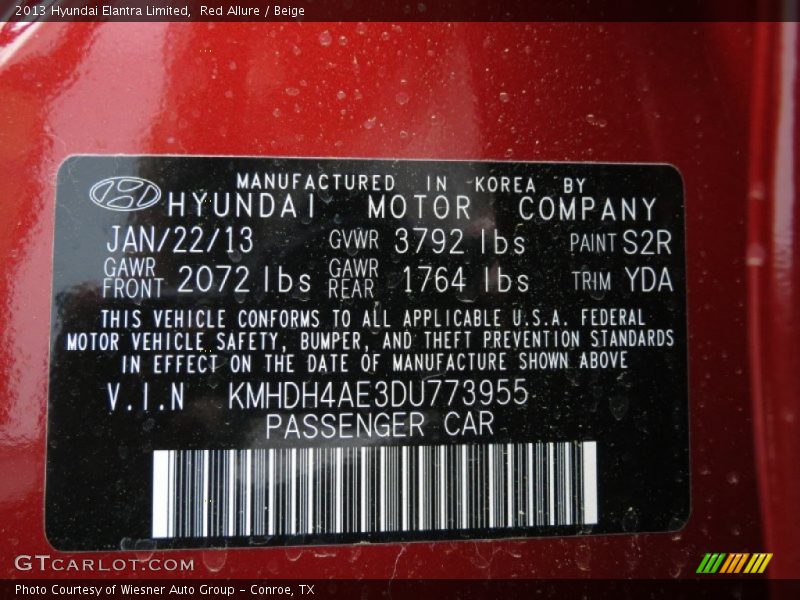 2013 Hyundai Elantra Limited,  Red Allure / Beige
MANUFACTURED IN KOREA BY
HYUNDAI MOTOR COMPANY
JAN/22/13 GVWR 3792 lbs PAINT S2R
GAWR FRONT 2072 lbs GAWR REAR 1764 lbs TRIM YDA
THIS VEHICLE CONFORMS TO ALL APPLICABLE U.S.A. FEDERAL
MOTOR VEHICLE SAFETY, BUMPER, AND THEFT PREVENTION STANDARDS
IN EFFECT ON THE DATE OF MANUFACTURE SHOWN ABOVE
V.I.N KMHDH4AE3DU773955
PASSENGER CAR
GTCARLOT.COM
Photo Courtesy of Wiesner Auto Group - Conroe, TX